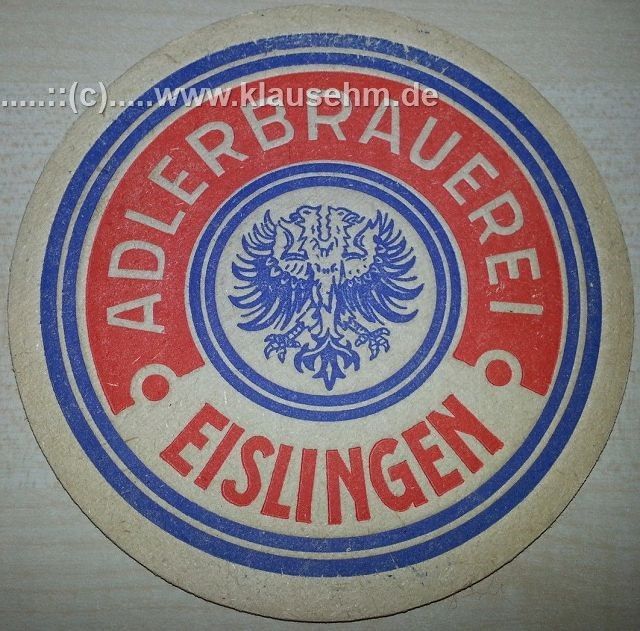 .....::(c).....www.klausehm.de
ADLERBRAUEREI
EISLINGEN